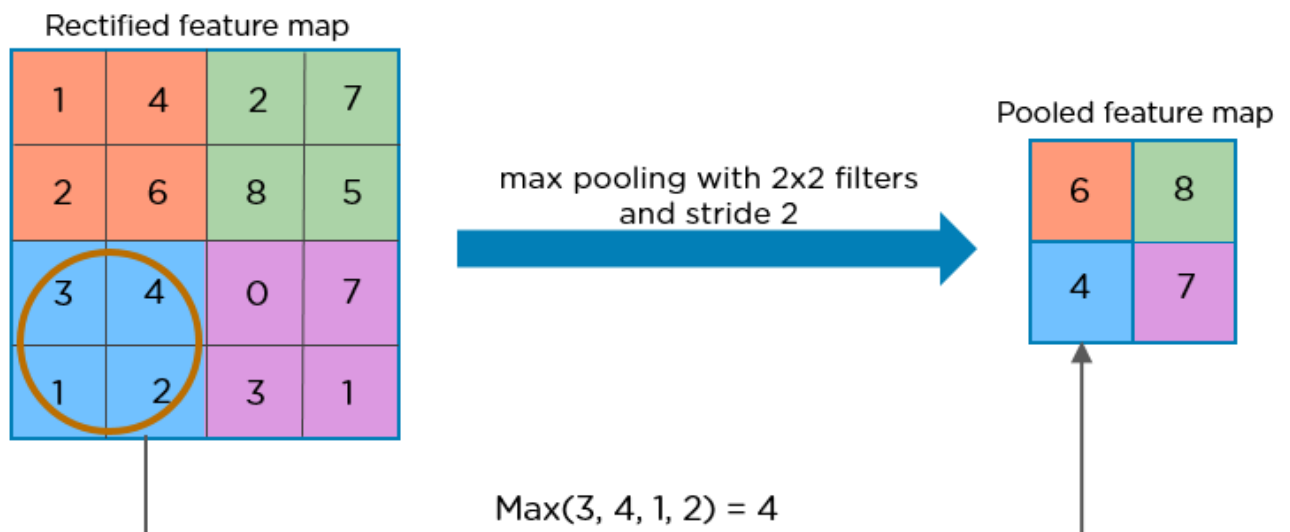 Rectified feature map
1 4 2 7
2 6 8 5
3 4 0 7
1 2 3 1
max pooling with 2x2 filters
and stride 2
Pooled feature map
6 8
4 7
Max(3, 4, 1, 2) = 4